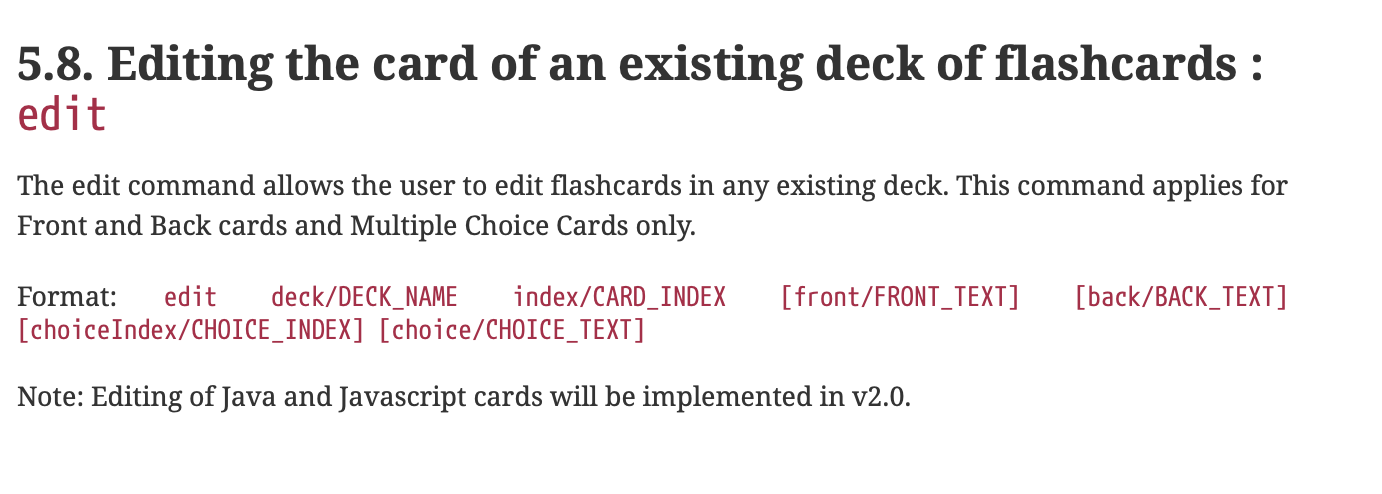 5.8. Editing the card of an existing deck of flashcards :
edit
The edit command allows the user to edit flashcards in any existing deck. This command applies for
Front and Back cards and Multiple Choice Cards only.
Format: edit deck/DECK_NAME index/CARD_INDEX [front/FRONT_TEXT] [back/BACK_TEXT]
[choiceIndex/CHOICE_INDEX] [choice/CHOICE_TEXT]
Note: Editing of Java and Javascript cards will be implemented in v2.0.